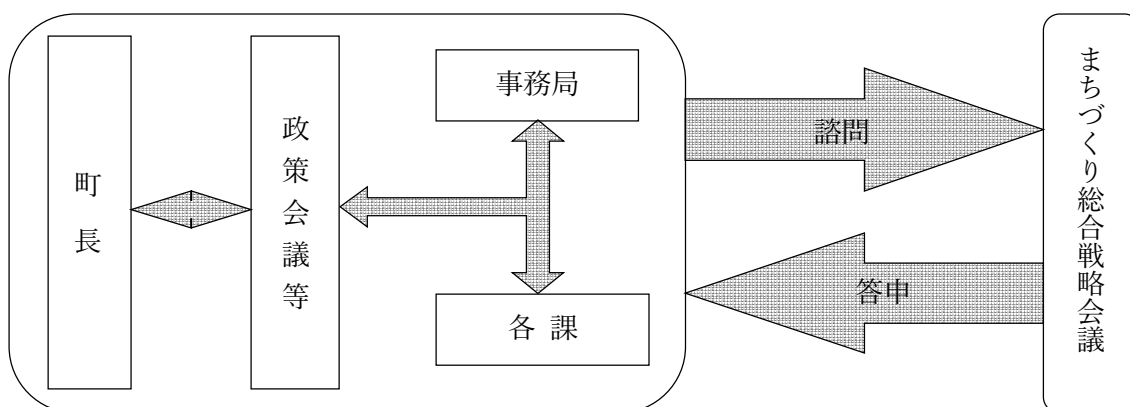 町長
政策会議等
事務局
各 課
諮問
答申
まちづくり総合戦略会議